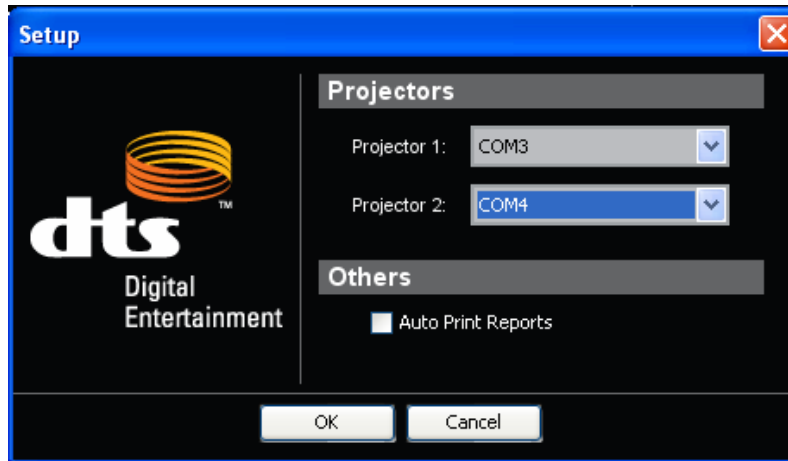 Setup
Projectors
Projector 1: COM3
Projector 2: COM4
dts ™
Digital
Entertainment
Others
Auto Print Reports
OK Cancel